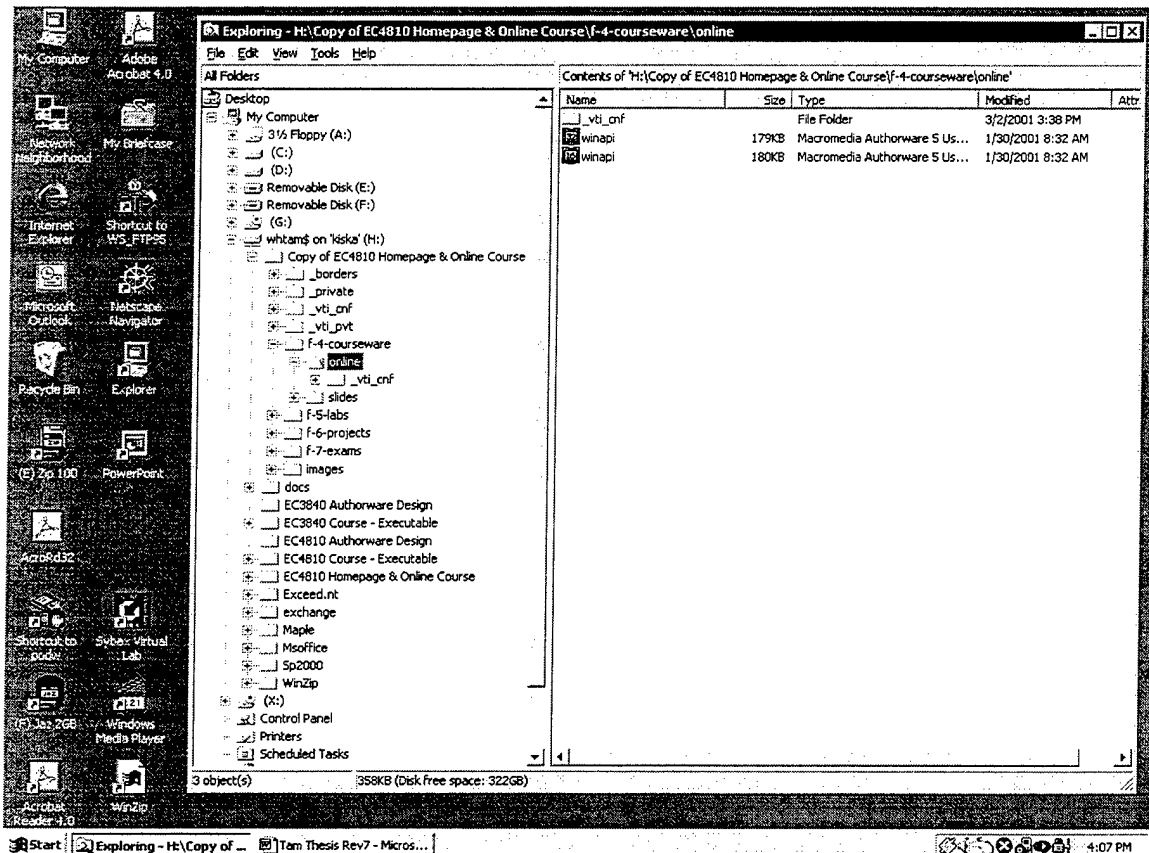 My Computer
Adobe Acrobat 4.0
Network Neighborhood
My Briefcase
Internet Explorer
Shortcut to WS_FTP95
Microsoft Outlook
Netscape Navigator
Recycle Bin
Explorer
(E) Zip 100
PowerPoint
AcroRd32
Shortcut to
Sybex Virtual Lab
(F) Jaz 2GB
Windows Media Player
Acrobat Reader 4.0
WinZip
Exploring - H:\Copy of EC4810 Homepage & Online Course\f-4-courseware\online
File Edit View Tools Help
All Folders
Contents of 'H:\Copy of EC4810 Homepage & Online Course\f-4-courseware\online'
Desktop
My Computer
3½ Floppy (A:)
(C:)
(D:)
Removable Disk (E:)
Removable Disk (F:)
(G:)
whtam$ on 'kiska' (H:)
Copy of EC4810 Homepage & Online Course
_borders
_private
_vti_cnf
_vti_pvt
f-4-courseware
online
_vti_cnf
slides
f-5-labs
f-6-projects
f-7-exams
images
docs
EC3840 Authorware Design
EC3840 Course - Executable
EC4810 Authorware Design
EC4810 Course - Executable
EC4810 Homepage & Online Course
Exceed.nt
exchange
Maple
Msoffice
Sp2000
WinZip
(X:)
Control Panel
Printers
Scheduled Tasks
Name Size Type Modified Attr
_vti_cnf File Folder 3/2/2001 3:38 PM
winapi 179KB Macromedia Authorware 5 Us... 1/30/2001 8:32 AM
winapi 180KB Macromedia Authorware 5 Us... 1/30/2001 8:32 AM
3 object(s) 358KB (Disk free space: 322GB)
Start Exploring - H:\Copy of ... Tam Thesis Rev7 - Micros... 4:07 PM